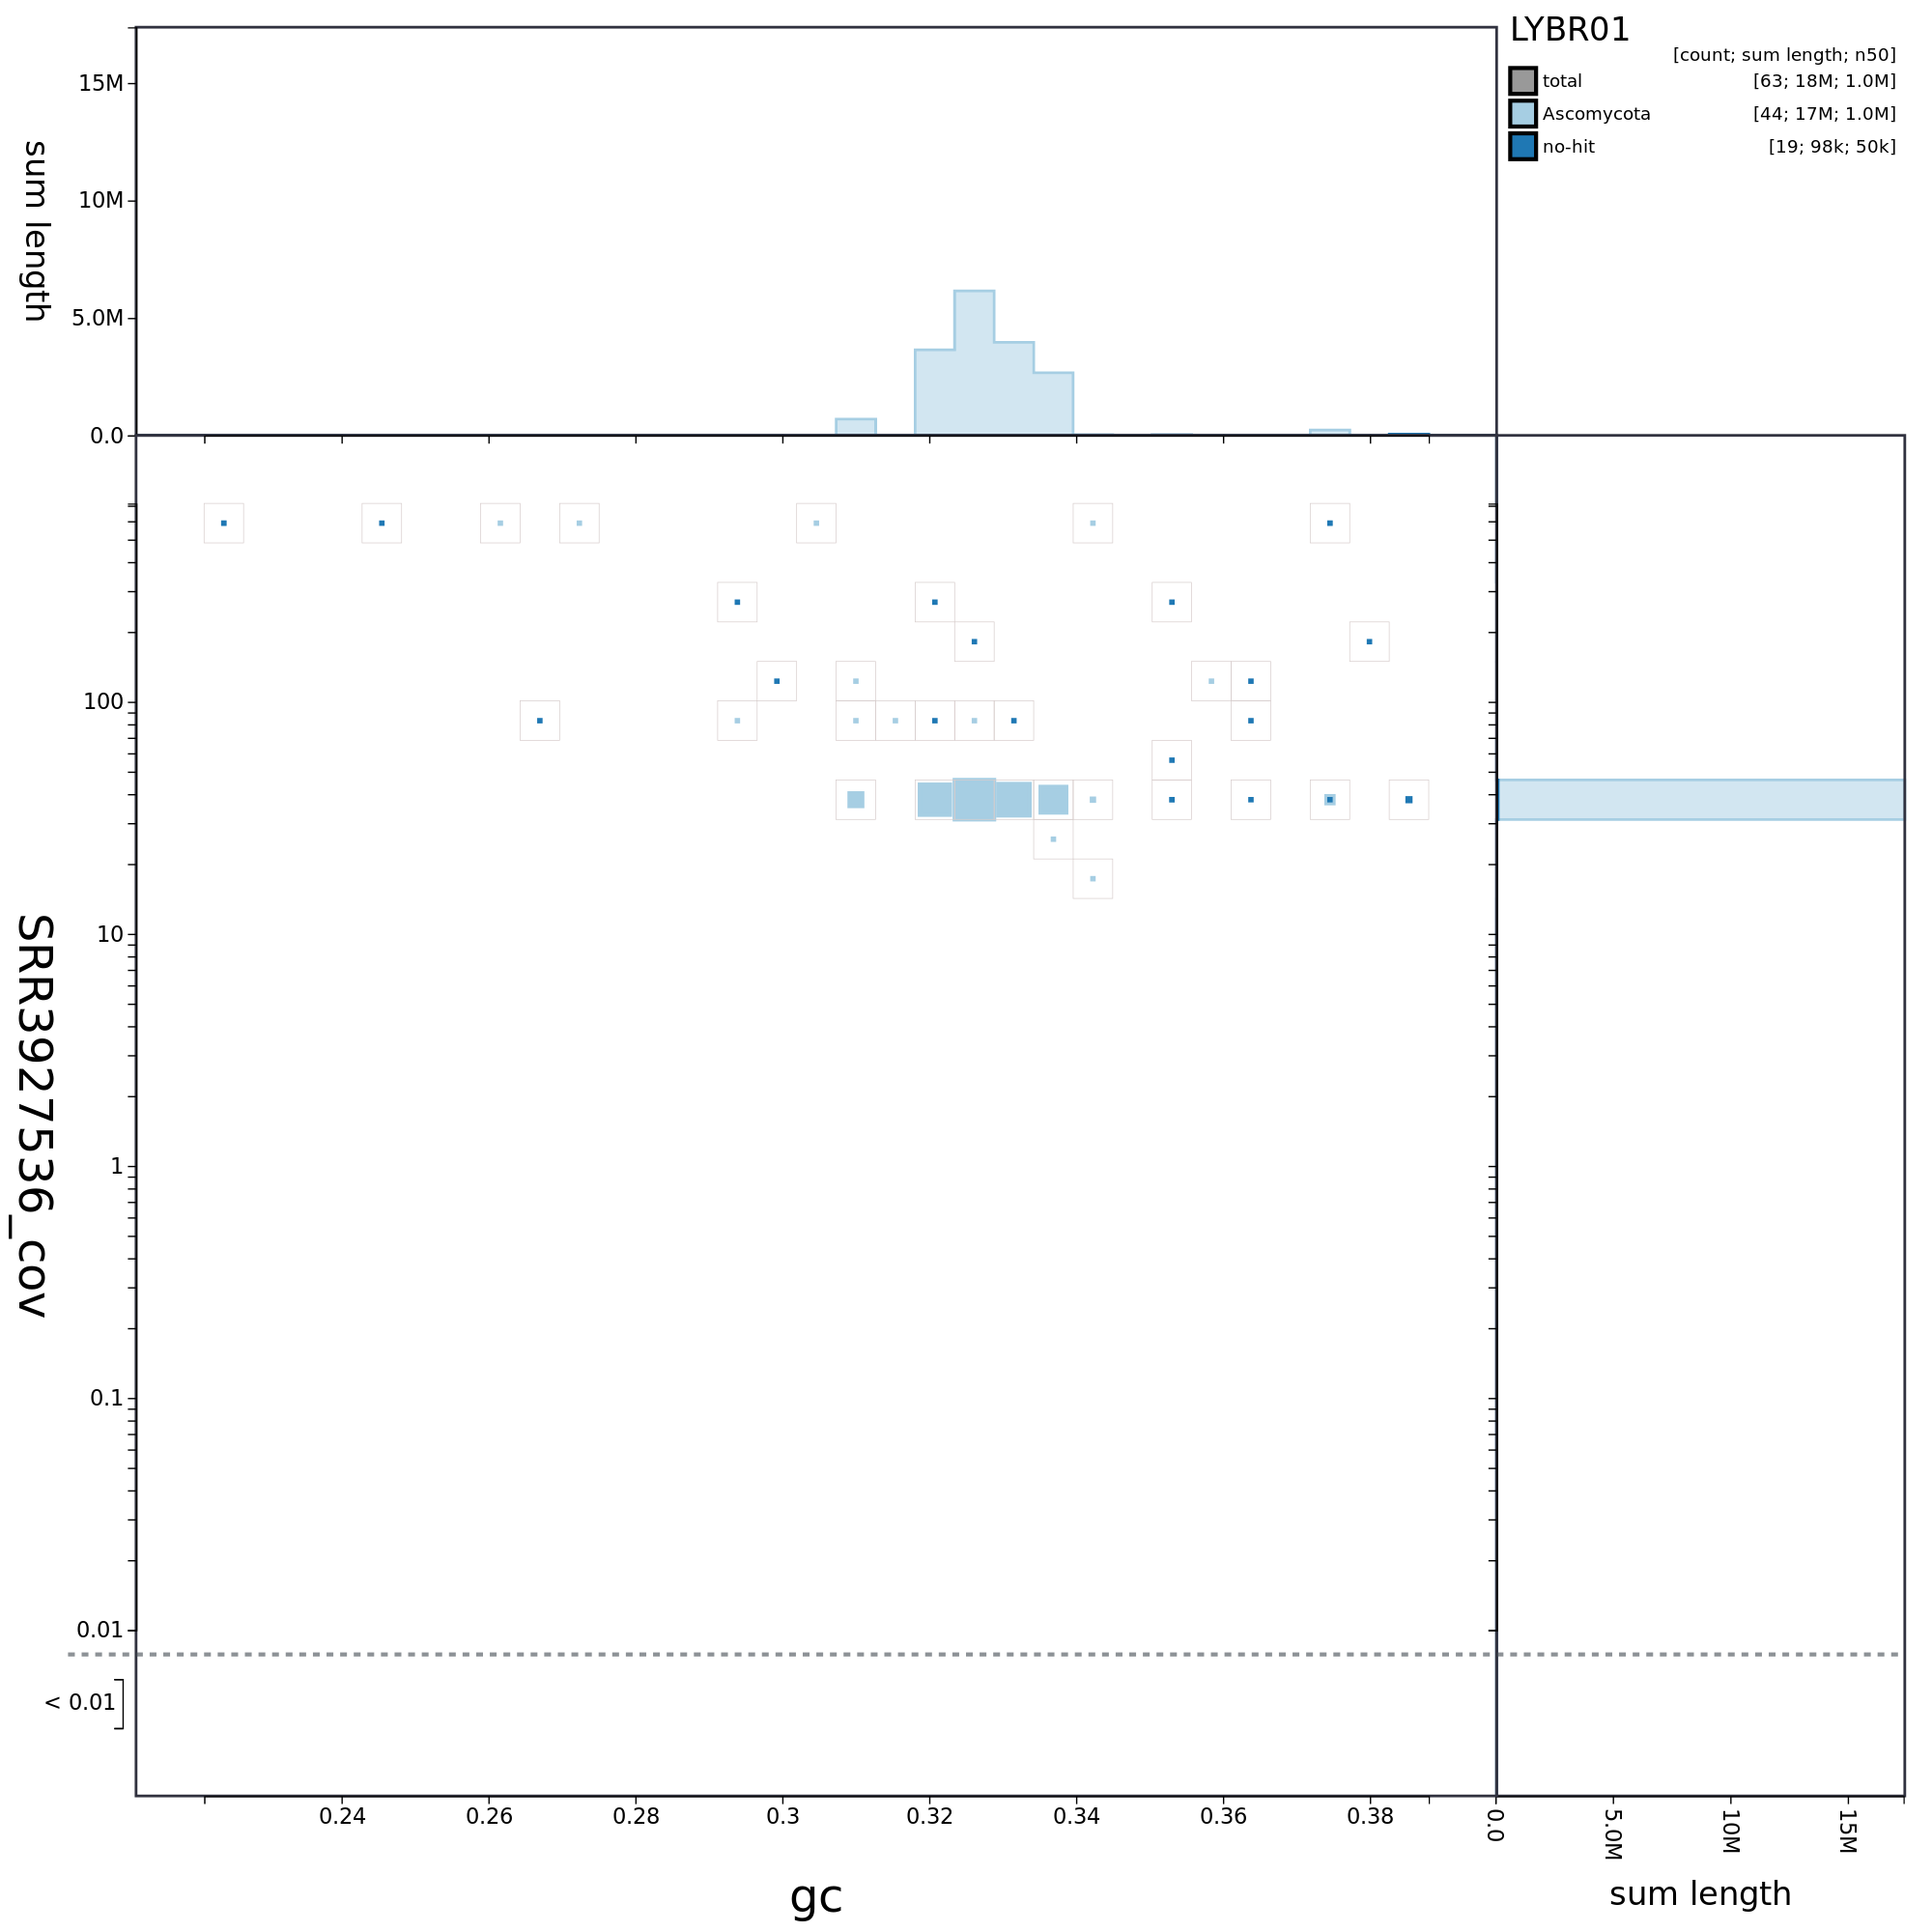 LYBR01
[count; sum length; n50]
total [63; 18M; 1.0M]
Ascomycota [44; 17M; 1.0M]
no-hit [19; 98k; 50k]
sum length
15M
10M
5.0M
0.0
SRR3927536_cov
100
10
1
0.1
0.01
< 0.01
0.24 0.26 0.28 0.3 0.32 0.34 0.36 0.38
gc
0.0 5.0M 10M 15M
sum length